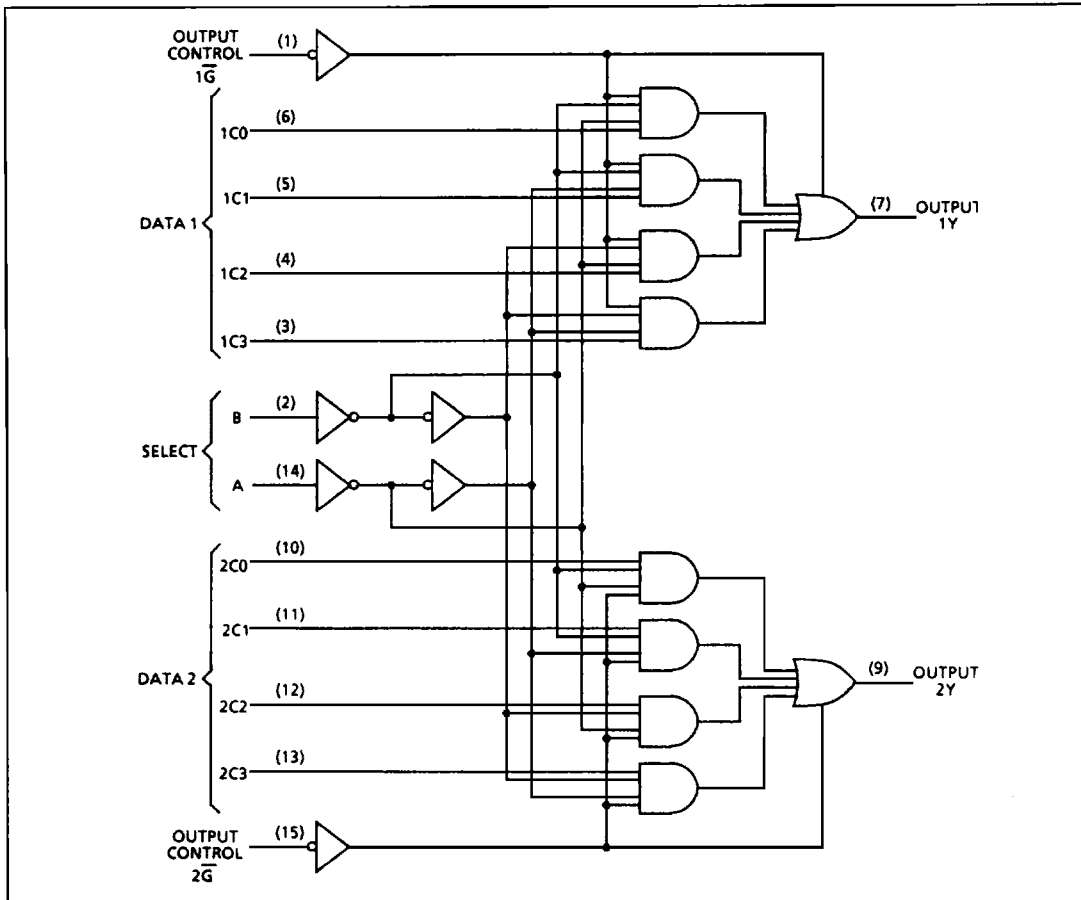 OUTPUT
CONTROL
1G̅
(1)
DATA 1
1C0
(6)
1C1
(5)
1C2
(4)
1C3
(3)
(7)
OUTPUT
1Y
SELECT
B
(2)
A
(14)
DATA 2
2C0
(10)
2C1
(11)
2C2
(12)
2C3
(13)
(9)
OUTPUT
2Y
OUTPUT
CONTROL
2G̅
(15)